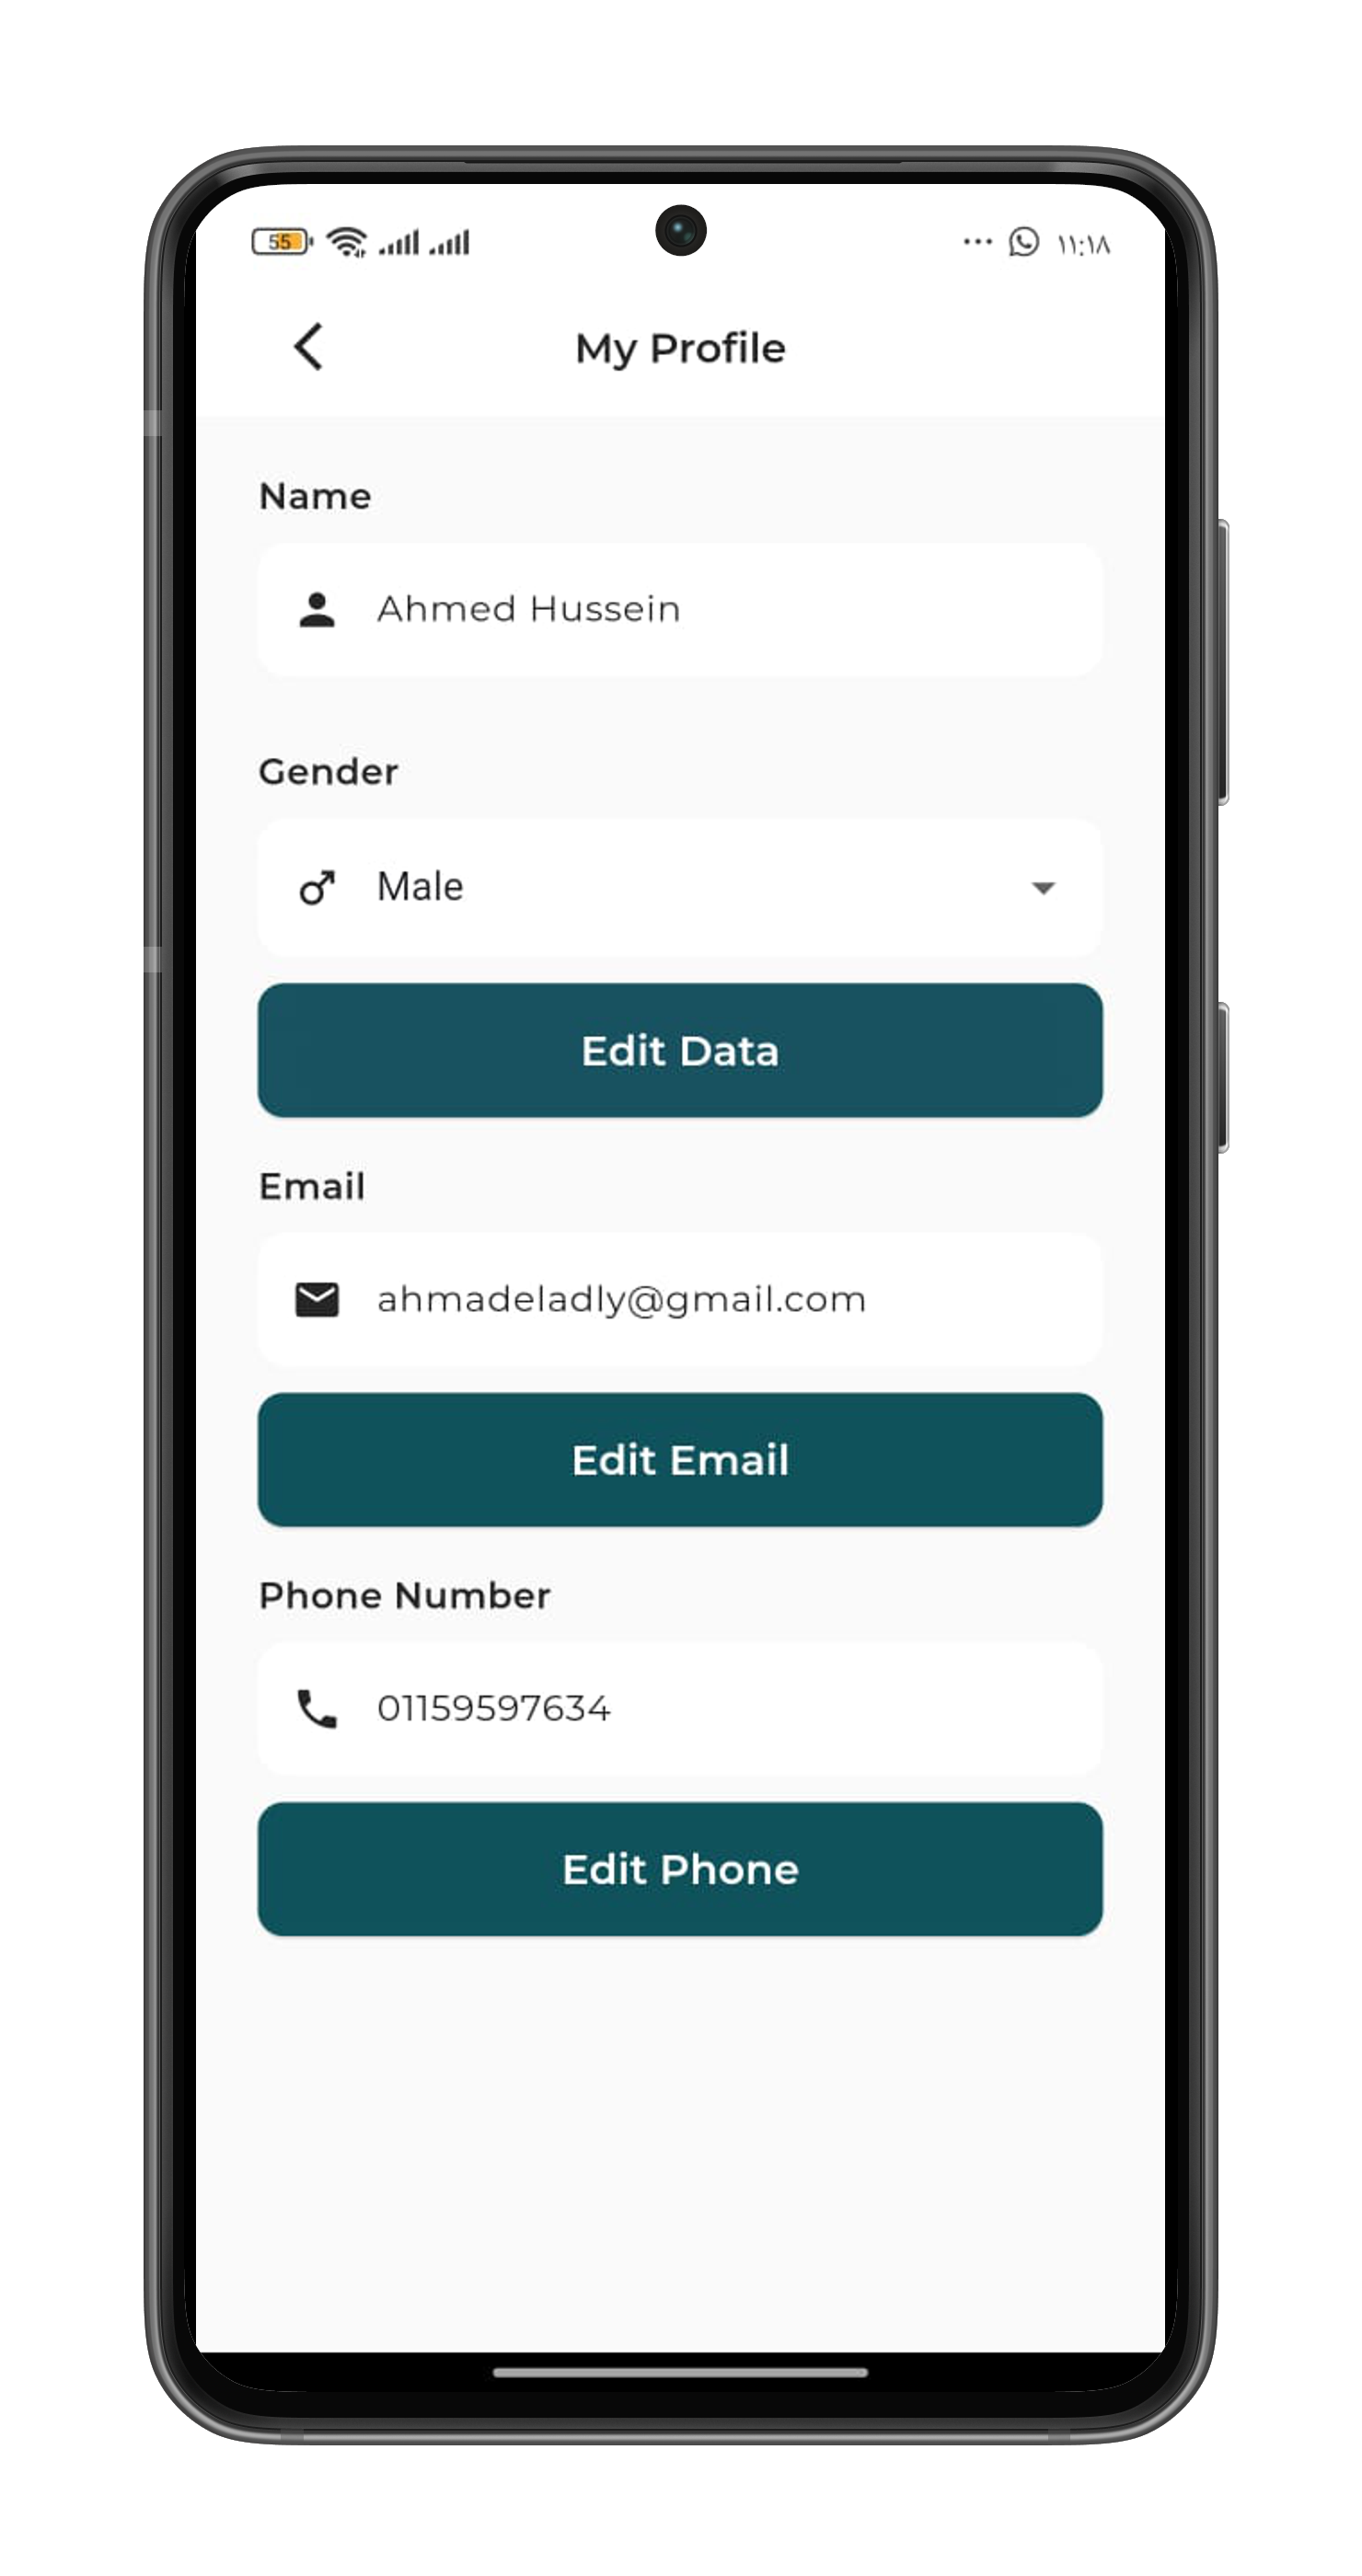 55
... ١١:١٨
My Profile
Name
Ahmed Hussein
Gender
Male
Edit Data
Email
ahmadeladly@gmail.com
Edit Email
Phone Number
01159597634
Edit Phone